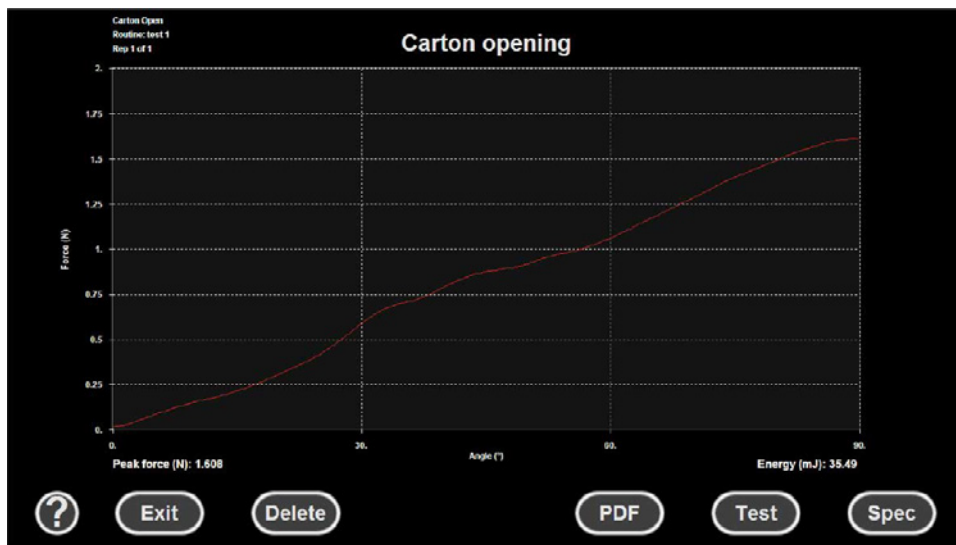 Carton Open
Routine: test 1
Rep 1 of 1
Carton opening
2.
1.75
1.5
1.25
1.
0.75
0.5
0.25
0.
Force (N)
0.
30.
60.
90.
Angle (°)
Peak force (N): 1.608
Energy (mJ): 35.49
?
Exit
Delete
PDF
Test
Spec